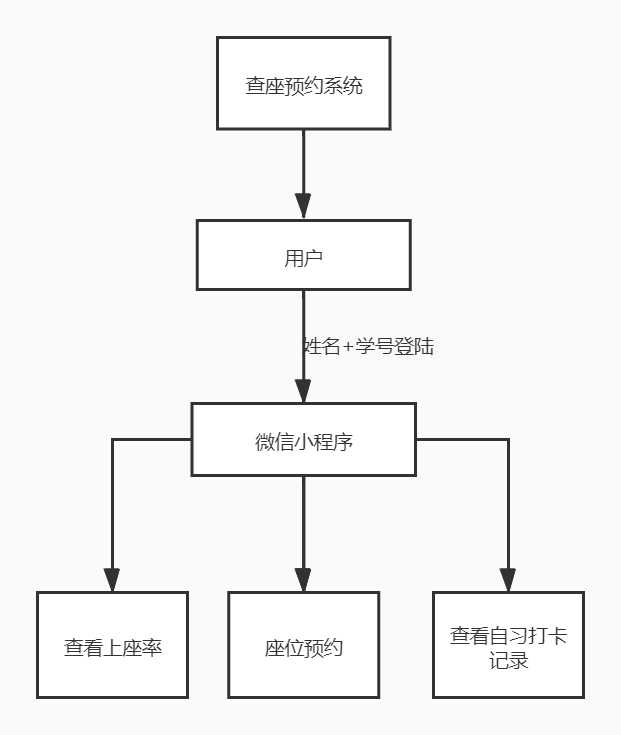 查座预约系统
用户
姓名+学号登陆
微信小程序
查看上座率
座位预约
查看自习打卡
记录